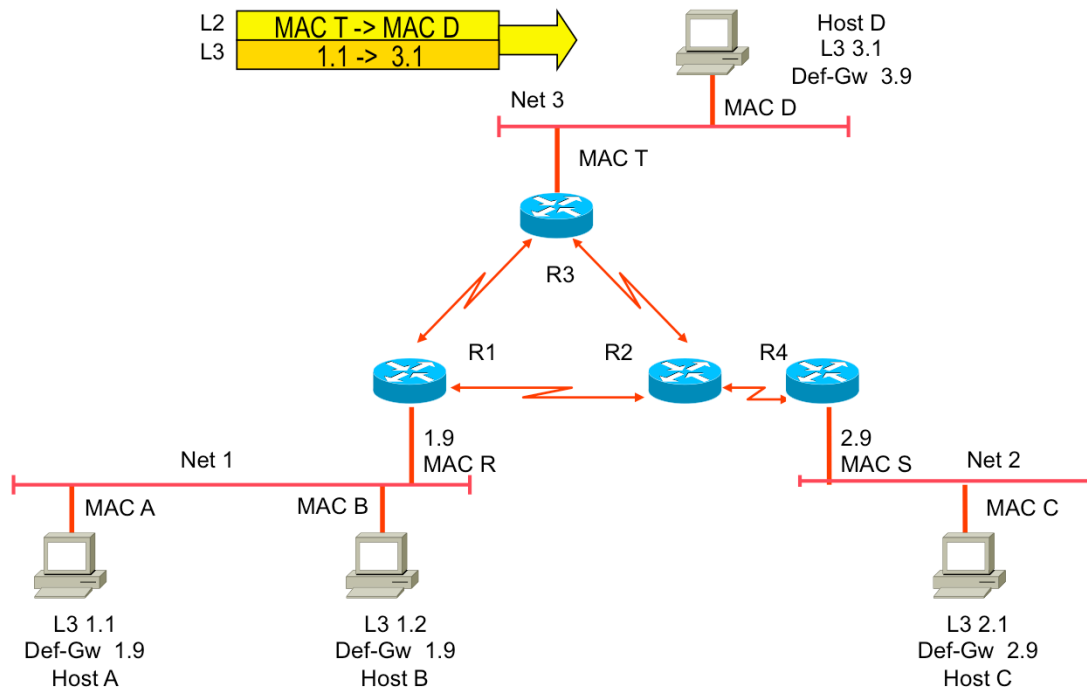 L2 MAC T -> MAC D
L3 1.1 -> 3.1
Host D
L3 3.1
Def-Gw 3.9
Net 3
MAC D
MAC T
R3
R1
R2
R4
1.9
MAC R
2.9
MAC S
Net 1
Net 2
MAC A
MAC B
MAC C
L3 1.1
Def-Gw 1.9
Host A
L3 1.2
Def-Gw 1.9
Host B
L3 2.1
Def-Gw 2.9
Host C